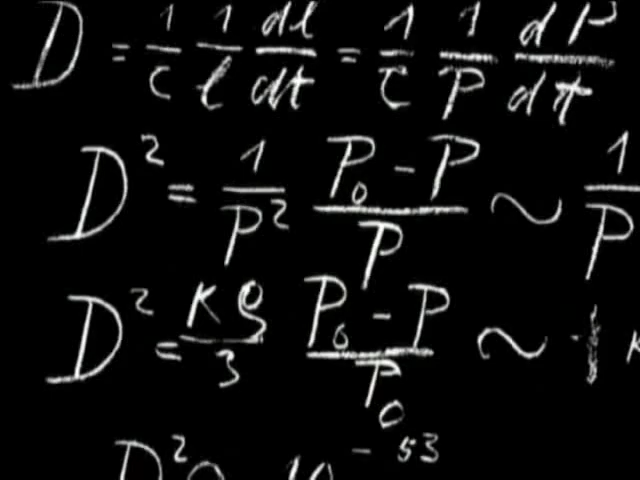 D = 1/c 1/l dl/dt = 1/c 1/P dP/dt
D² = 1/P² (P₀ - P)/P ~ 1/P
D² = κρ/3 (P₀ - P)/P₀ ~
D² 10⁻⁵³